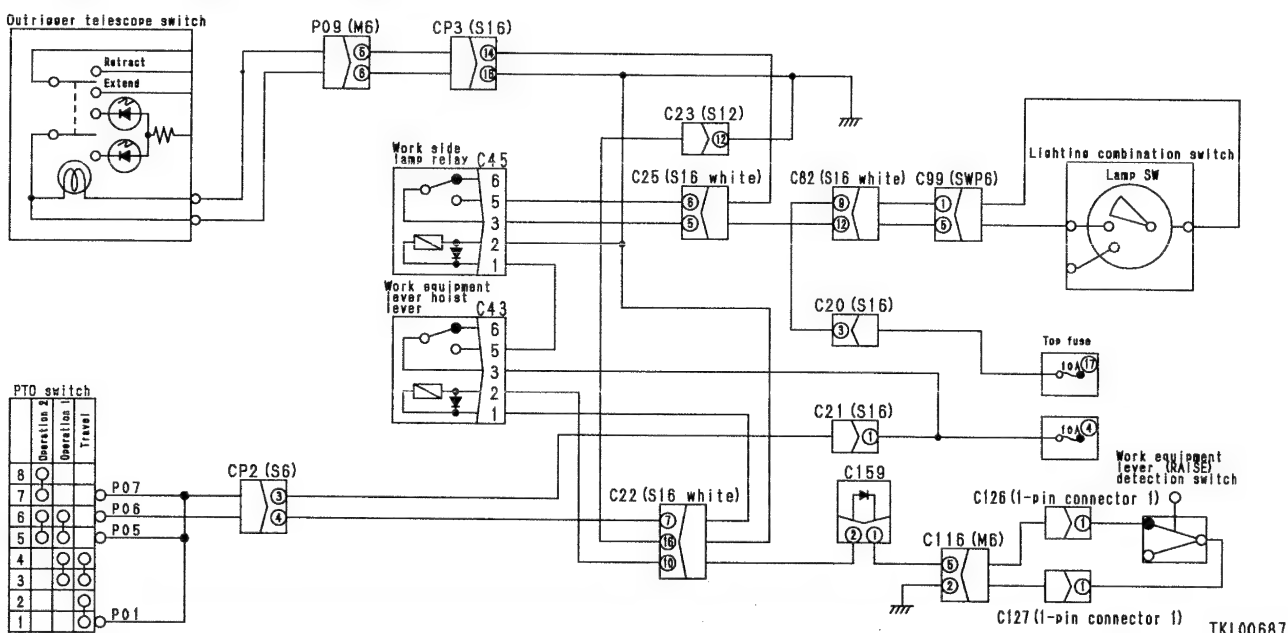 Outrigger telescope switch
Retract
Extend
P09 (M6)
5
6
CP3 (S16)
14
16
C23 (S12)
12
Work side
lamp relay
C45
6
5
3
2
1
C25 (S16 white)
6
5
C82 (S16 white)
9
12
C99 (SWP6)
1
6
Lighting combination switch
Lamp SW
Work equipment
lever hoist
lever
C43
6
5
3
2
1
C20 (S16)
3
Top fuse
10A
17
10A
4
C21 (S16)
1
PTO switch
Operation 2
Operation 1
Travel
8
7
6
5
4
3
2
1
P07
P06
P05
P01
CP2 (S6)
3
4
C22 (S16 white)
7
16
10
C159
2
1
C116 (M6)
5
2
C126 (1-pin connector 1)
1
C127 (1-pin connector 1)
1
Work equipment
lever (RAISE)
detection switch
TKL00687